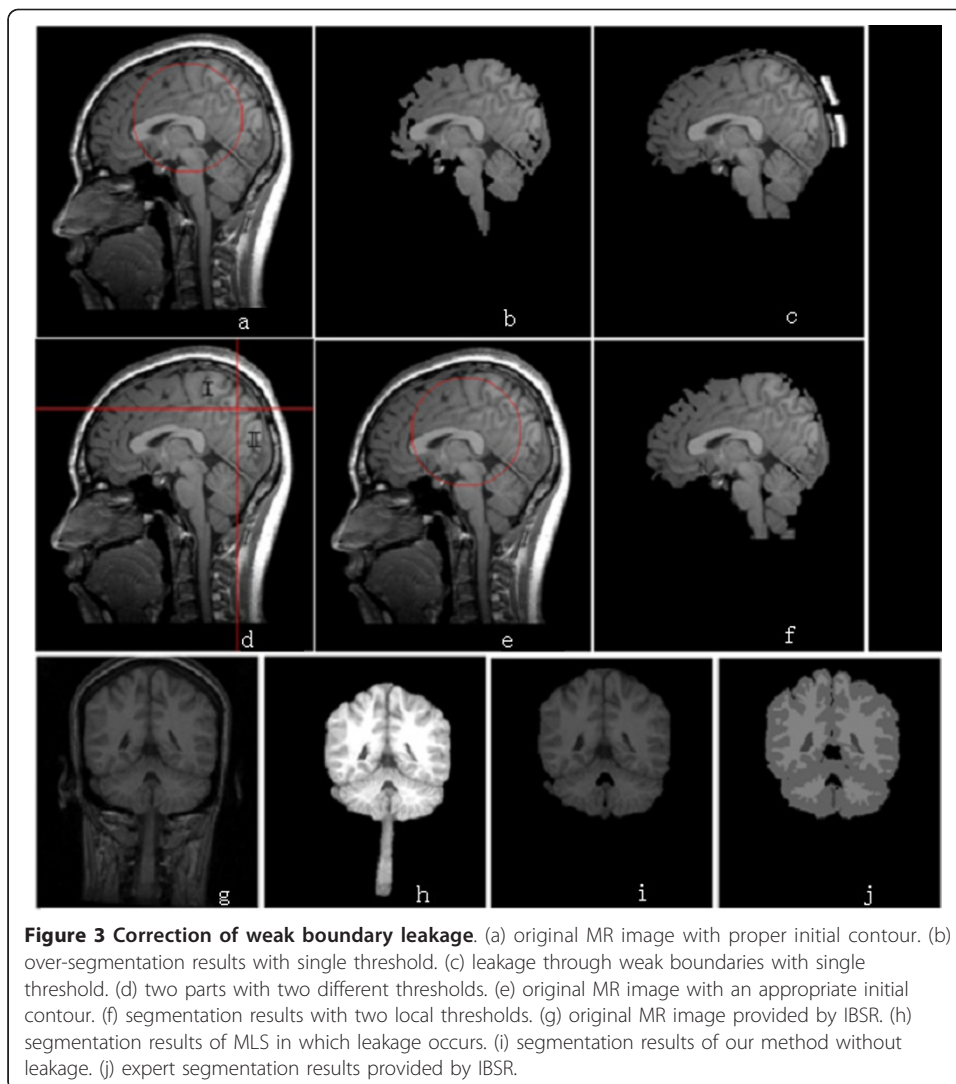 a
b
c
I
II
d
e
f
g
h
i
j
Figure 3 Correction of weak boundary leakage. (a) original MR image with proper initial contour. (b)
over-segmentation results with single threshold. (c) leakage through weak boundaries with single
threshold. (d) two parts with two different thresholds. (e) original MR image with an appropriate initial
contour. (f) segmentation results with two local thresholds. (g) original MR image provided by IBSR. (h)
segmentation results of MLS in which leakage occurs. (i) segmentation results of our method without
leakage. (j) expert segmentation results provided by IBSR.